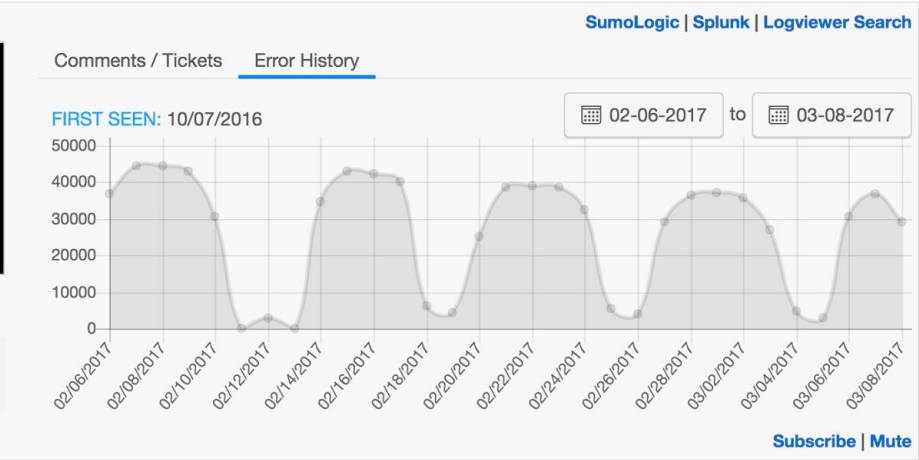 SumoLogic | Splunk | Logviewer Search
Comments / Tickets Error History
FIRST SEEN: 10/07/2016
02-06-2017 to 03-08-2017
50000
40000
30000
20000
10000
0
02/06/2017 02/08/2017 02/10/2017 02/12/2017 02/14/2017 02/16/2017 02/18/2017 02/20/2017 02/22/2017 02/24/2017 02/26/2017 02/28/2017 03/02/2017 03/04/2017 03/06/2017 03/08/2017
Subscribe | Mute